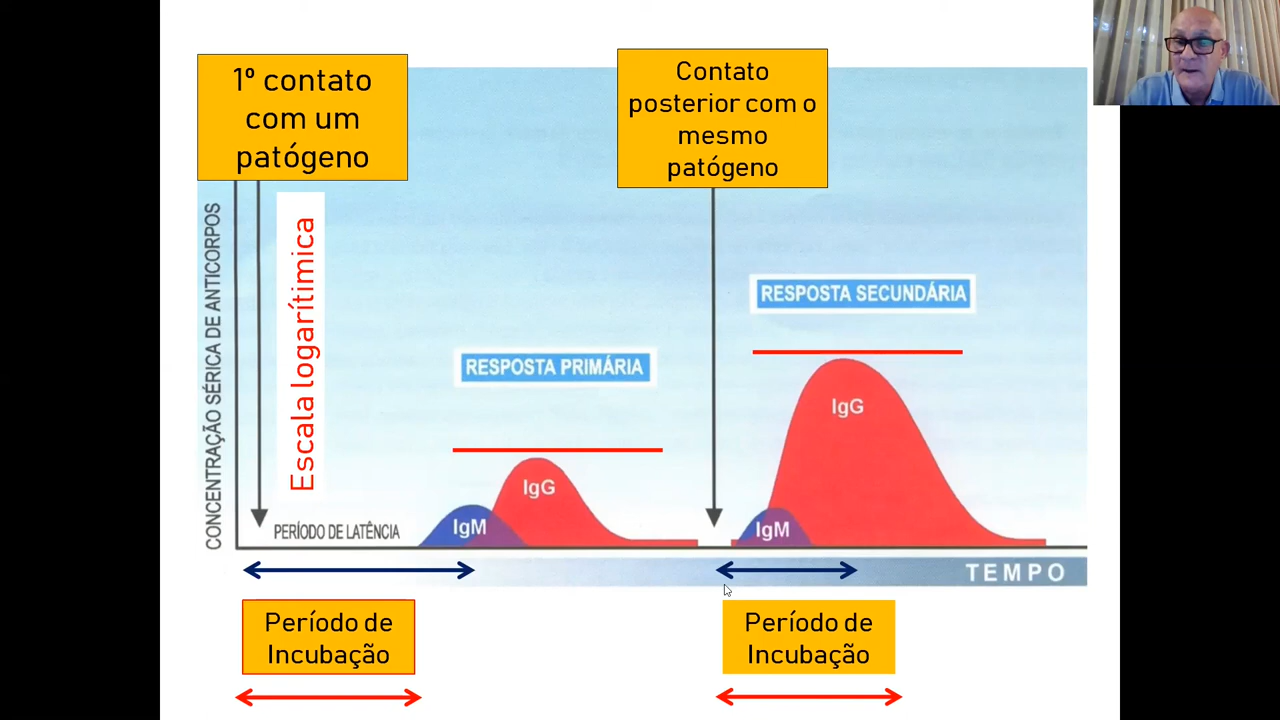 1º contato
com um
patógeno
Contato
posterior com o
mesmo
patógeno
CONCENTRAÇÃO SÉRICA DE ANTICORPOS
Escala logarítimica
RESPOSTA SECUNDÁRIA
RESPOSTA PRIMÁRIA
IgG
IgG
IgM
IgM
PERÍODO DE LATÊNCIA
TEMPO
Período de
Incubação
Período de
Incubação